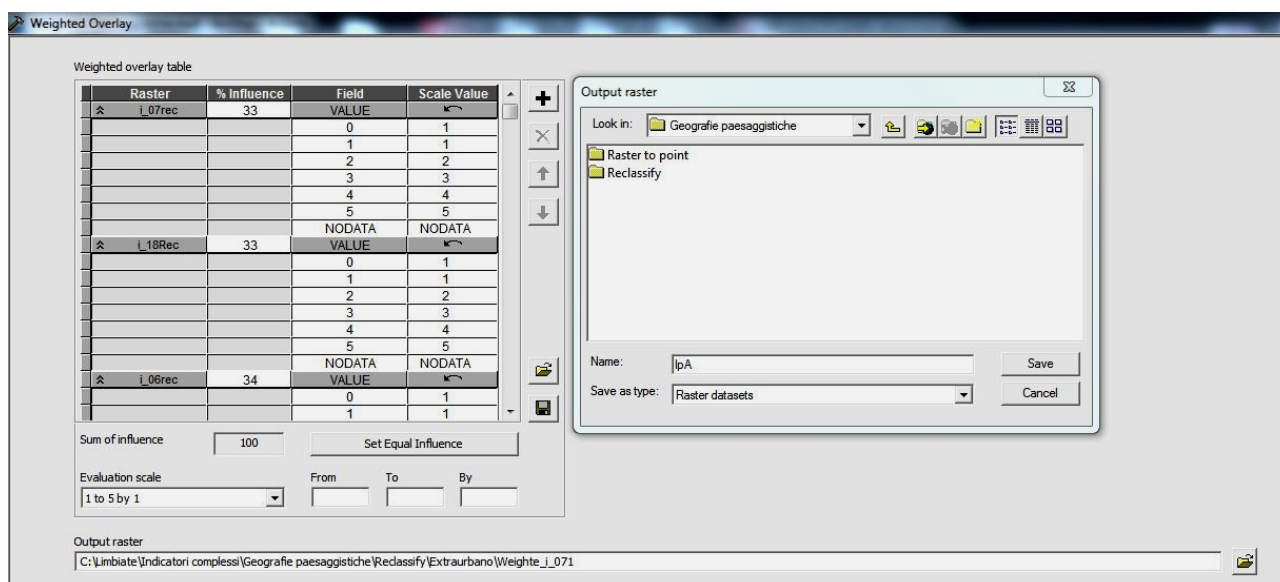 Weighted Overlay
Weighted overlay table
Raster % Influence Field Scale Value
i_07rec 33 VALUE
0 1
1 1
2 2
3 3
4 4
5 5
NODATA NODATA
i_18Rec 33 VALUE
0 1
1 1
2 2
3 3
4 4
5 5
NODATA NODATA
i_06rec 34 VALUE
0 1
1 1
Sum of influence 100 Set Equal Influence
Evaluation scale From To By
1 to 5 by 1
Output raster
Look in: Geografie paesaggistiche
Raster to point
Reclassify
Name: IpA Save
Save as type: Raster datasets Cancel
Output raster
C:\Limbiate\Indicatori complessi\Geografie paesaggistiche\Reclassify\Extraurbano\Weighte_i_071